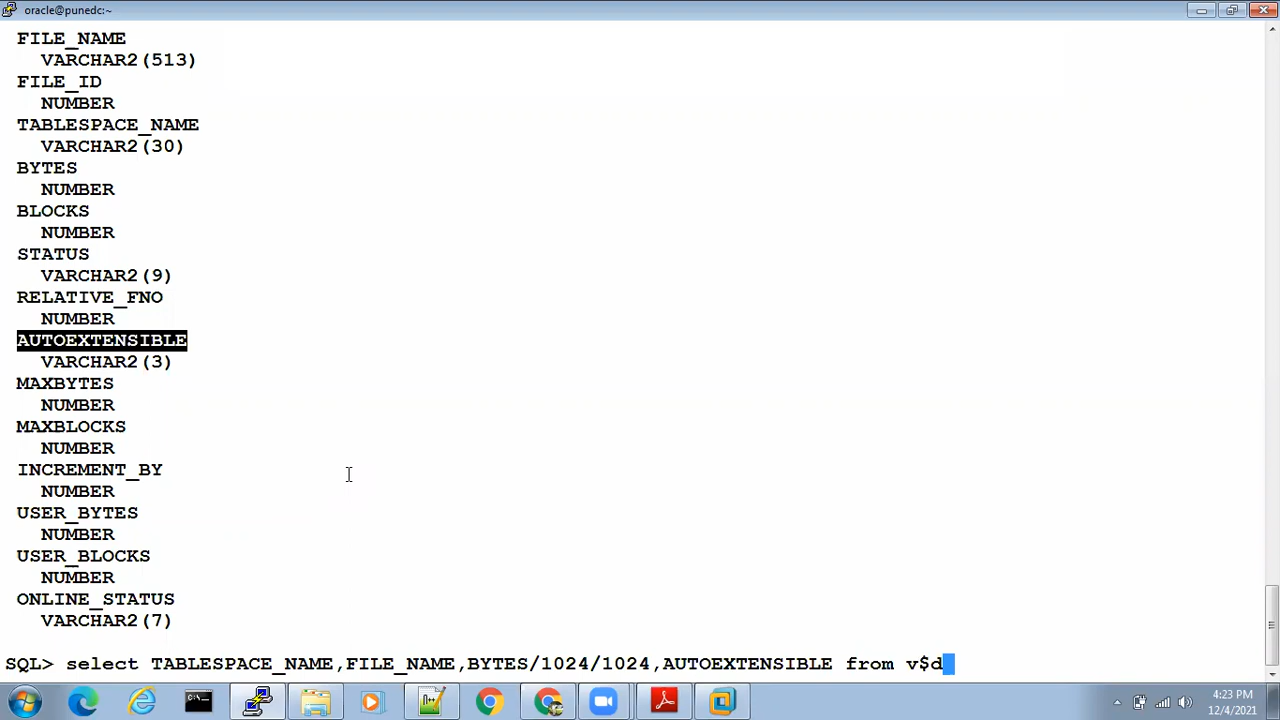 oracle@punedc:~
FILE_NAME
VARCHAR2(513)
FILE_ID
NUMBER
TABLESPACE_NAME
VARCHAR2(30)
BYTES
NUMBER
BLOCKS
NUMBER
STATUS
VARCHAR2(9)
RELATIVE_FNO
NUMBER
AUTOEXTENSIBLE
VARCHAR2(3)
MAXBYTES
NUMBER
MAXBLOCKS
NUMBER
INCREMENT_BY
NUMBER
USER_BYTES
NUMBER
USER_BLOCKS
NUMBER
ONLINE_STATUS
VARCHAR2(7)
SQL> select TABLESPACE_NAME,FILE_NAME,BYTES/1024/1024,AUTOEXTENSIBLE from v$d
4:23 PM
12/4/2021